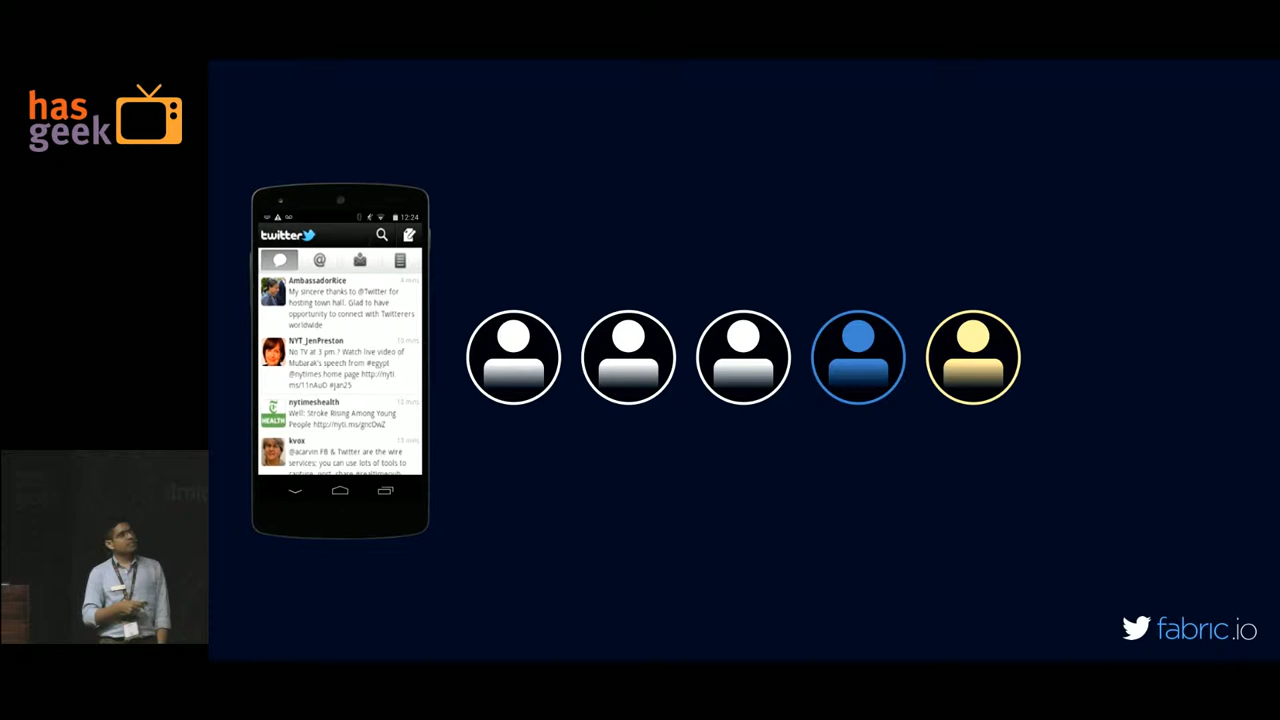 has
geek
12:24
twitter
@
AmbassadorRice
My sincere thanks to @Twitter for
hosting town hall. Glad to have
opportunity to connect with Twitterers
worldwide
NYT_JenPreston
No TV at 3 pm.? Watch live video of
Mubarak's speech from #egypt
@nytimes home page http://nyti.
ms/11nAuO #jan25
nytimeshealth
HEALTH
Well: Stroke Rising Among Young
People http://nyti.ms/gncDwZ
kvox
@acarvin FB & Twitter are the wire
services; you can use lots of tools to
fabric.io